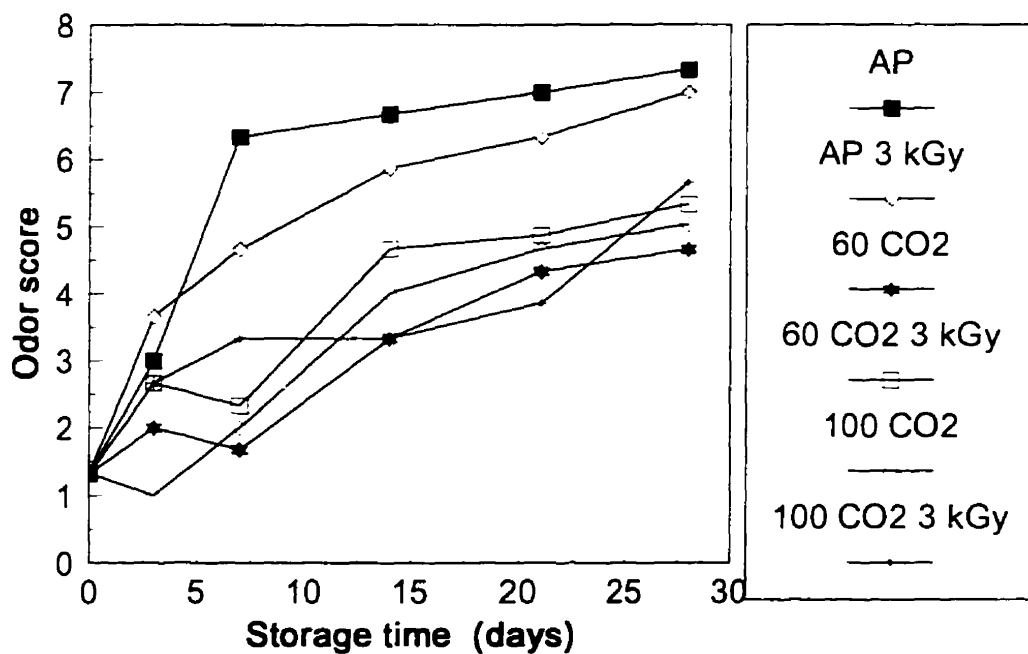 8
7
6
5
4
3
2
1
0
Odor score
0 5 10 15 20 25 30
Storage time (days)
AP
AP 3 kGy
60 CO2
60 CO2 3 kGy
100 CO2
100 CO2 3 kGy